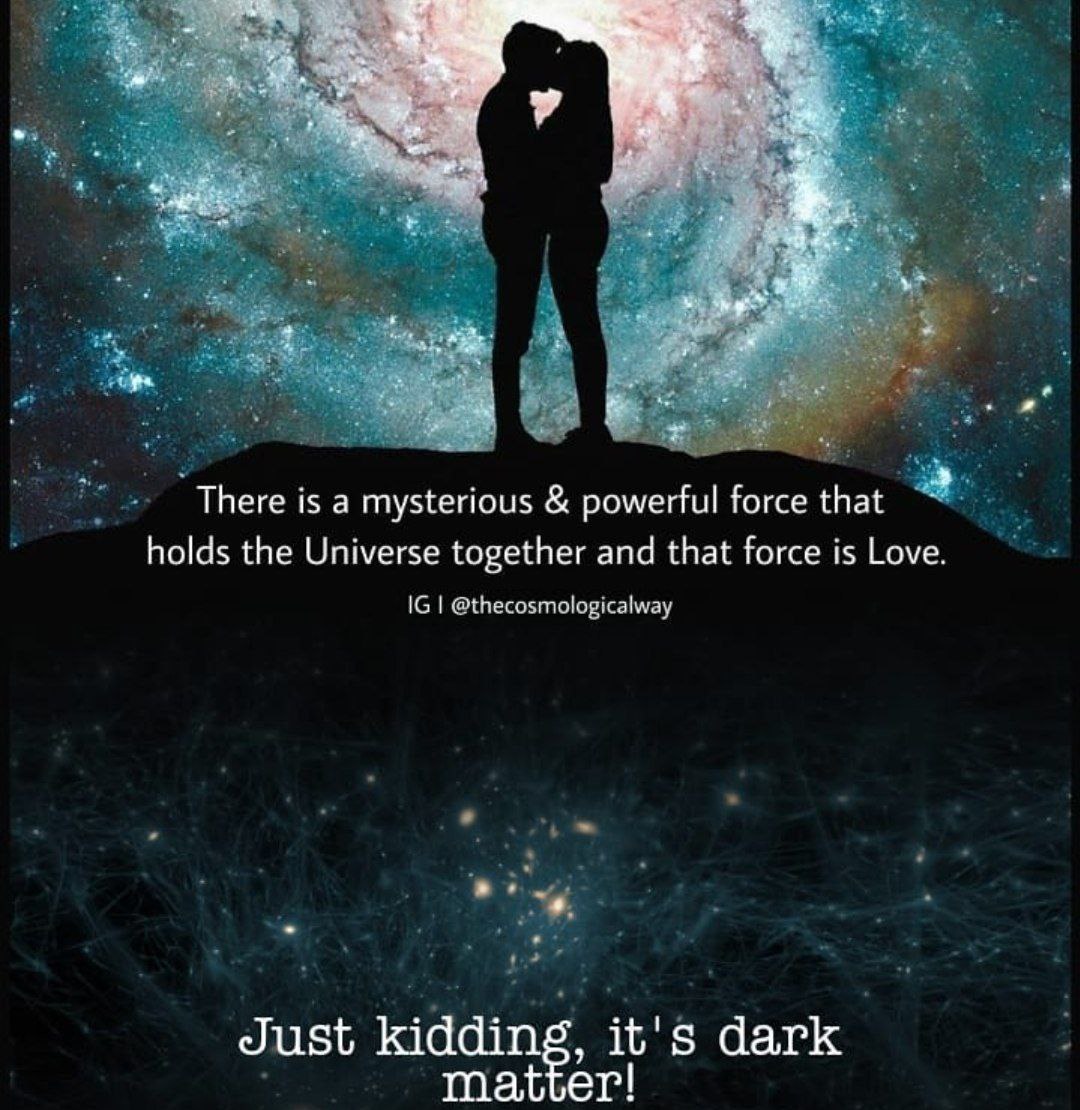 There is a mysterious & powerful force that
holds the Universe together and that force is Love.
IG | @thecosmologicalway
Just kidding, it's dark
matter!